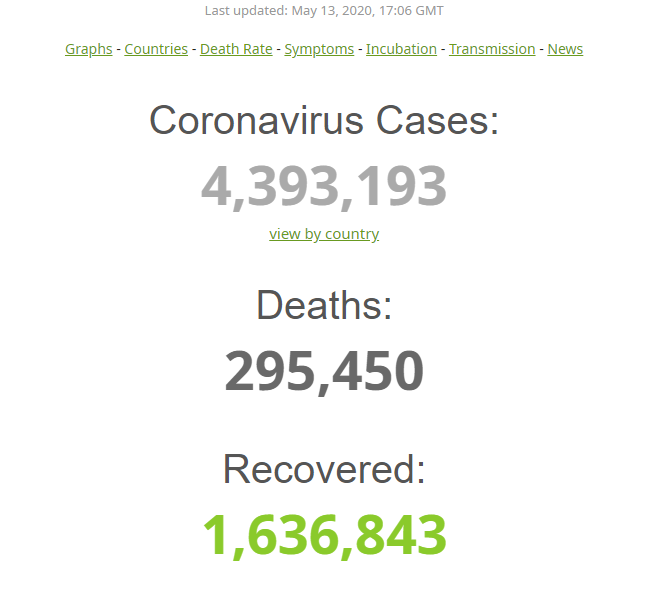 Last updated: May 13, 2020, 17:06 GMT
Graphs - Countries - Death Rate - Symptoms - Incubation - Transmission - News
Coronavirus Cases:
4,393,193
view by country
Deaths:
295,450
Recovered:
1,636,843